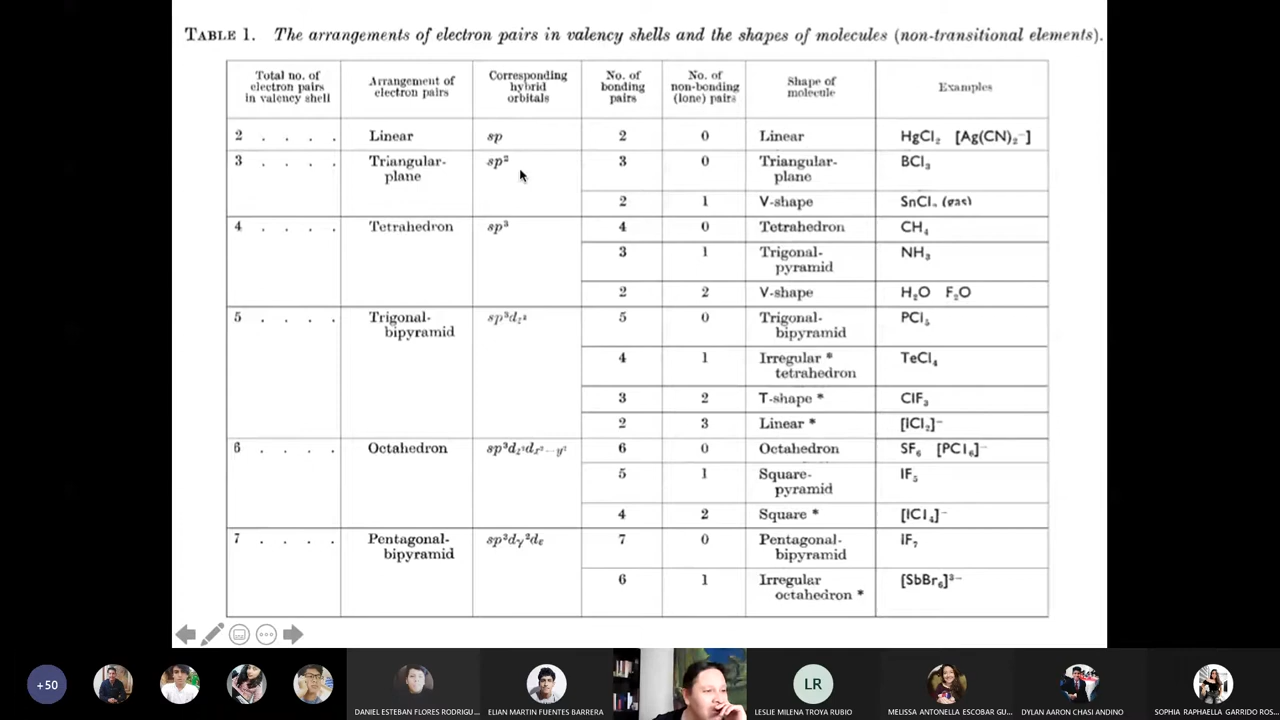 TABLE 1. The arrangements of electron pairs in valency shells and the shapes of molecules (non-transitional elements).
Total no. of electron pairs in valency shell | Arrangement of electron pairs | Corresponding hybrid orbitals | No. of bonding pairs | No. of non-bonding (lone) pairs | Shape of molecule | Examples
2 . . . . Linear sp 2 0 Linear HgCl₂ [Ag(CN)₂⁻]
3 . . . . Triangular-plane sp² 3 0 Triangular-plane BCl₃
2 1 V-shape SnCl₂ (gas)
4 . . . . Tetrahedron sp³ 4 0 Tetrahedron CH₄
3 1 Trigonal-pyramid NH₃
2 2 V-shape H₂O F₂O
5 . . . . Trigonal-bipyramid sp³d_z² 5 0 Trigonal-bipyramid PCl₅
4 1 Irregular * tetrahedron TeCl₄
3 2 T-shape * ClF₃
2 3 Linear * [ICl₂]⁻
6 . . . . Octahedron sp³d_z²d_x²-y² 6 0 Octahedron SF₆ [PCl₆]⁻
5 1 Square-pyramid IF₅
4 2 Square * [ICl₄]⁻
7 . . . . Pentagonal-bipyramid sp³dᵧ²dε 7 0 Pentagonal-bipyramid IF₇
6 1 Irregular octahedron * [SbBr₆]³⁻
+50
DANIEL ESTEBAN FLORES RODRIGU...
ELIAN MARTIN FUENTES BARRERA
LR
LESLIE MILENA TROYA RUBIO
MELISSA ANTONELLA ESCOBAR GU...
DYLAN AARON CHASI ANDINO
SOPHIA RAPHAELLA GARRIDO ROS...